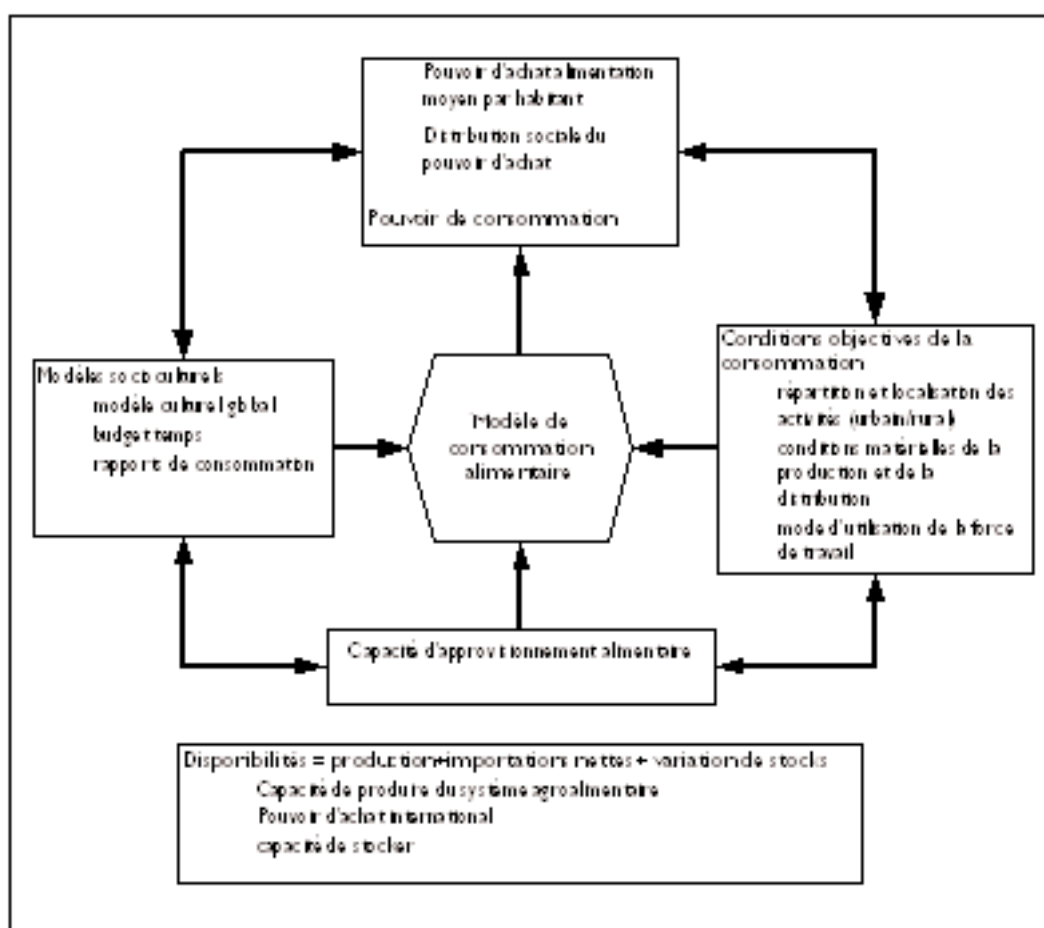 Pouvoir d'achat alimentation
moyen par habitant
Distribution sociale du
pouvoir d'achat
Pouvoir de consommation
Modèles socioculturels
modèle culturel global
budget temps
rapports de consommation
Modèle de
consommation
alimentaire
Conditions objectives de la
consommation
répartition et localisation des
activités (urbain/rural)
conditions matérielles de la
production et de la
distribution
mode d'utilisation de la force
de travail
Capacité d'approvitionnement alimentaire
Disponibilités = production+importations nettes + variation de stocks
Capacité de produire du système agroalimentaire
Pouvoir d'achat international
capacité de stocker